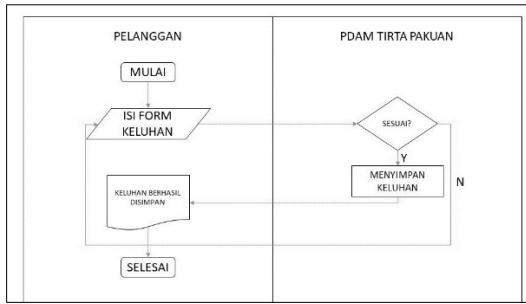 PELANGGAN
PDAM TIRTA PAKUAN
MULAI
ISI FORM
KELUHAN
SESUAI?
Y
N
MENYIMPAN
KELUHAN
KELUHAN BERHASIL
DISIMPAN
SELESAI